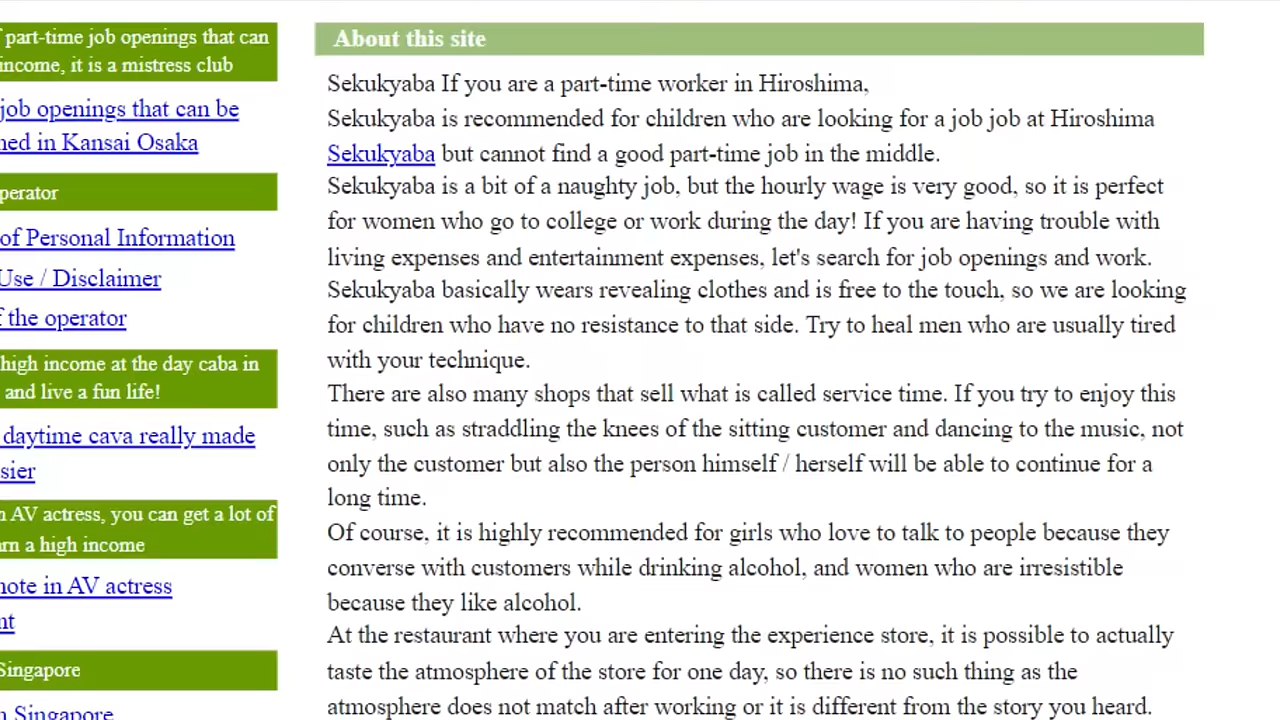 part-time job openings that can
income, it is a mistress club
job openings that can be
in Kansai Osaka
of Personal Information
Use / Disclaimer
the operator
high income at the day caba in
and live a fun life!
daytime cava really made
AV actress, you can get a lot of
a high income
in AV actress
Singapore
Singapore
About this site
Sekukyaba If you are a part-time worker in Hiroshima,
Sekukyaba is recommended for children who are looking for a job job at Hiroshima
Sekukyaba but cannot find a good part-time job in the middle.
Sekukyaba is a bit of a naughty job, but the hourly wage is very good, so it is perfect
for women who go to college or work during the day! If you are having trouble with
living expenses and entertainment expenses, let's search for job openings and work.
Sekukyaba basically wears revealing clothes and is free to the touch, so we are looking
for children who have no resistance to that side. Try to heal men who are usually tired
with your technique.
There are also many shops that sell what is called service time. If you try to enjoy this
time, such as straddling the knees of the sitting customer and dancing to the music, not
only the customer but also the person himself / herself will be able to continue for a
long time.
Of course, it is highly recommended for girls who love to talk to people because they
converse with customers while drinking alcohol, and women who are irresistible
because they like alcohol.
At the restaurant where you are entering the experience store, it is possible to actually
taste the atmosphere of the store for one day, so there is no such thing as the
atmosphere does not match after working or it is different from the story you heard.